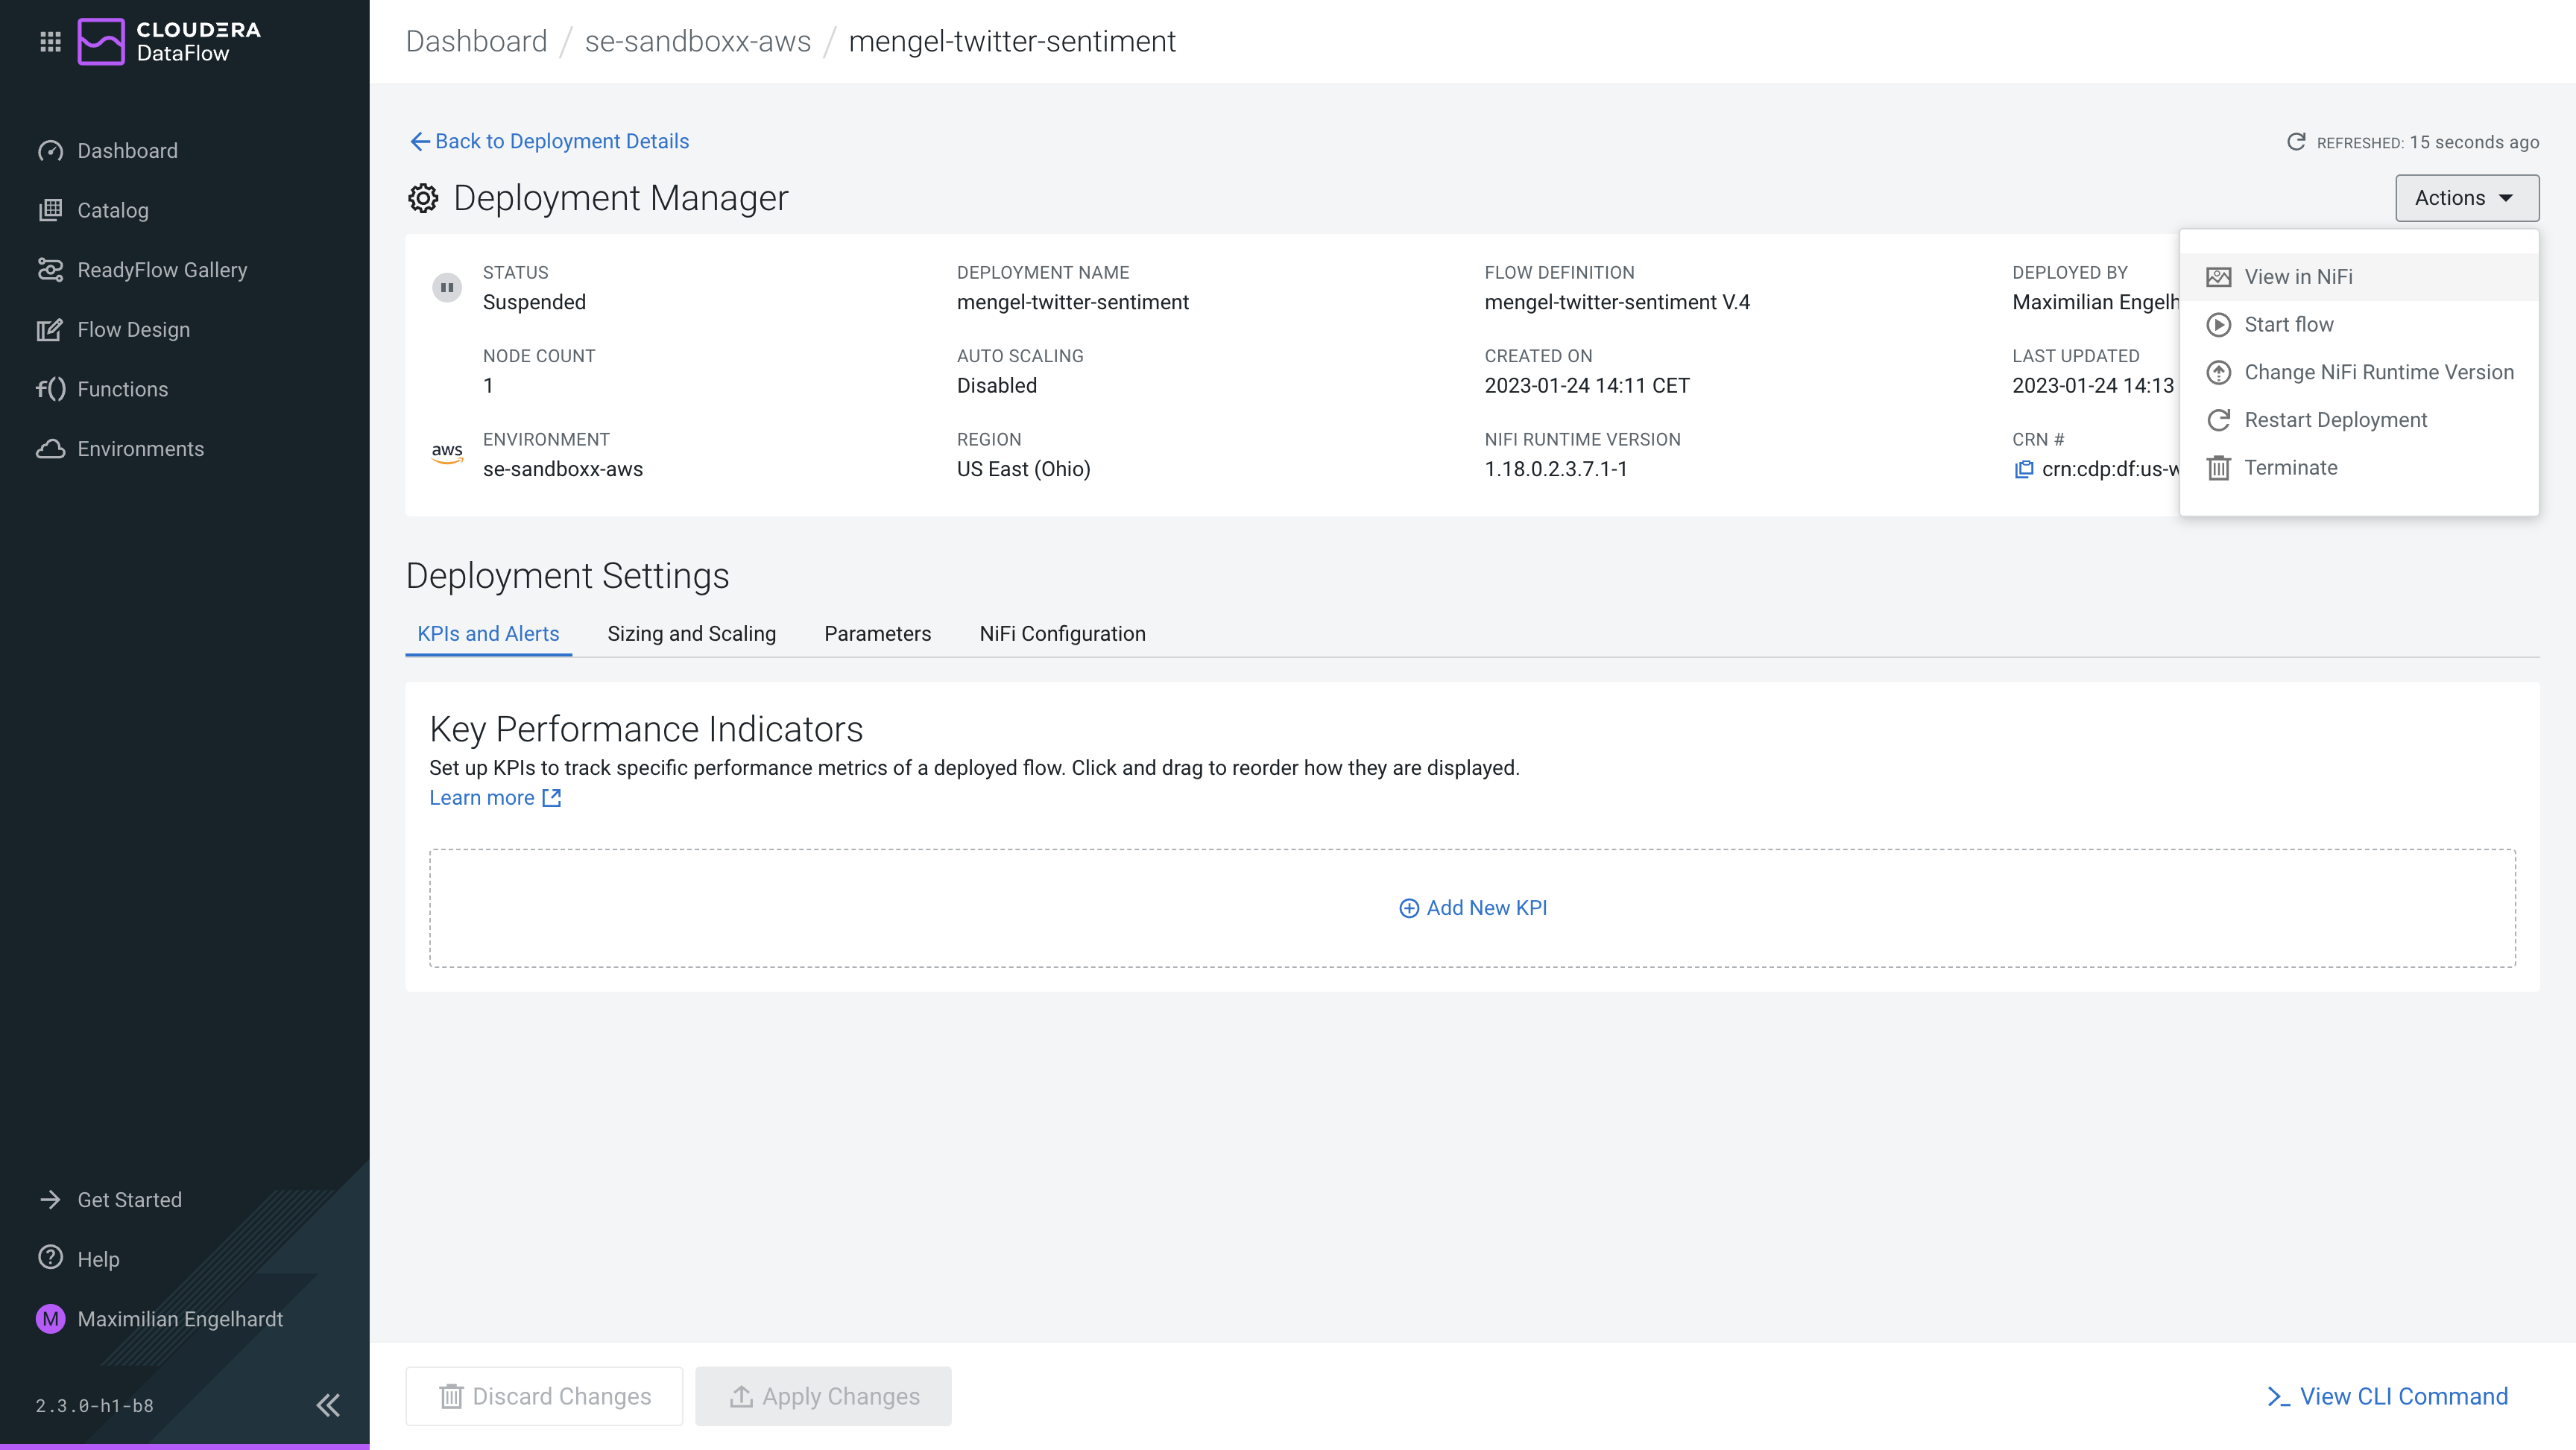 CLOUDERA
DataFlow
Dashboard
Catalog
ReadyFlow Gallery
Flow Design
f() Functions
Environments
Get Started
Help
M Maximilian Engelhardt
2.3.0-h1-b8
Dashboard / se-sandboxx-aws / mengel-twitter-sentiment
Back to Deployment Details
REFRESHED: 15 seconds ago
Deployment Manager
Actions
STATUS
Suspended
DEPLOYMENT NAME
mengel-twitter-sentiment
FLOW DEFINITION
mengel-twitter-sentiment V.4
DEPLOYED BY
Maximilian Engelh
NODE COUNT
1
AUTO SCALING
Disabled
CREATED ON
2023-01-24 14:11 CET
LAST UPDATED
2023-01-24 14:13
aws
ENVIRONMENT
se-sandboxx-aws
REGION
US East (Ohio)
NIFI RUNTIME VERSION
1.18.0.2.3.7.1-1
CRN #
crn:cdp:df:us-w
View in NiFi
Start flow
Change NiFi Runtime Version
Restart Deployment
Terminate
Deployment Settings
KPIs and Alerts
Sizing and Scaling
Parameters
NiFi Configuration
Key Performance Indicators
Set up KPIs to track specific performance metrics of a deployed flow. Click and drag to reorder how they are displayed.
Learn more
Add New KPI
Discard Changes
Apply Changes
View CLI Command